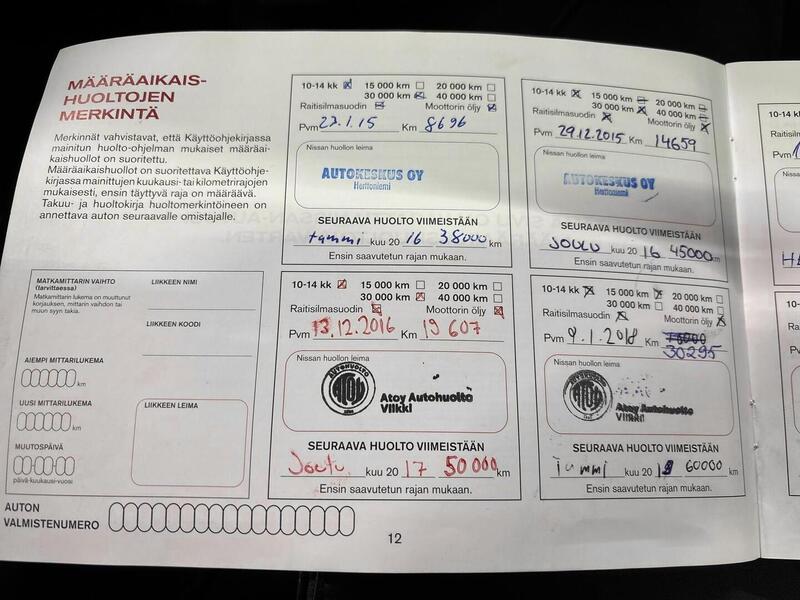 MÄÄRÄAIKAIS-
HUOLTOJEN
MERKINTÄ
Merkinnät vahvistavat, että Käyttöohjekirjassa
mainitun huolto-ohjelman mukaiset määräai-
kaishuollot on suoritettu.
Määräaikaishuollot on suoritettava Käyttöohje-
kirjassa mainittujen kuukausi- tai kilometrirajojen
mukaisesti, ensin täyttyvä raja on määräävä.
Takuu- ja huoltokirja huoltomerkintöineen on
annettava auton seuraavalle omistajalle.
MATKAMITTARIN VAIHTO
(tarvittaessa)
Matkamittarin lukema on muuttunut
korjauksen, mittarin vaihdon tai
muun syyn takia.
AIEMPI MITTARILUKEMA
km
UUSI MITTARILUKEMA
km
MUUTOSPÄIVÄ
päivä-kuukausi-vuosi
LIIKKEEN NIMI
LIIKKEEN KOODI
LIIKKEEN LEIMA
AUTON
VALMISTENUMERO
10-14 kk 15 000 km 20 000 km
30 000 km 40 000 km
Raitisilmasuodin Moottorin öljy
Pvm 22.1.15 Km 8696
Nissan huollon leima
AUTOKESKUS OY
Herttoniemi
SEURAAVA HUOLTO VIIMEISTÄÄN
tammi kuu 20 16 38000 km
Ensin saavutetun rajan mukaan.
10-14 kk 15 000 km 20 000 km
30 000 km 40 000 km
Raitisilmasuodin Moottorin öljy
Pvm 29.12.2015 Km 14659
Nissan huollon leima
AUTOKESKUS OY
Herttoniemi
SEURAAVA HUOLTO VIIMEISTÄÄN
JOULU kuu 20 16 45000 km
Ensin saavutetun rajan mukaan.
10-14 kk 15 000 km 20 000 km
30 000 km 40 000 km
Raitisilmasuodin Moottorin öljy
Pvm 13.12.2016 Km 19 607
Nissan huollon leima
AUTOHUOLTO
ATOY
Atoy Autohuolto
Viikki
SEURAAVA HUOLTO VIIMEISTÄÄN
Joulu kuu 20 17 50 000 km
Ensin saavutetun rajan mukaan.
10-14 kk 15 000 km 20 000 km
30 000 km 40 000 km
Raitisilmasuodin Moottorin öljy
Pvm 9.1.2018 Km
30295
Nissan huollon leima
ATOY
Atoy Autohuolto
Viikki
SEURAAVA HUOLTO VIIMEISTÄÄN
Tammi kuu 20 19 60000 km
Ensin saavutetun rajan mukaan.
12